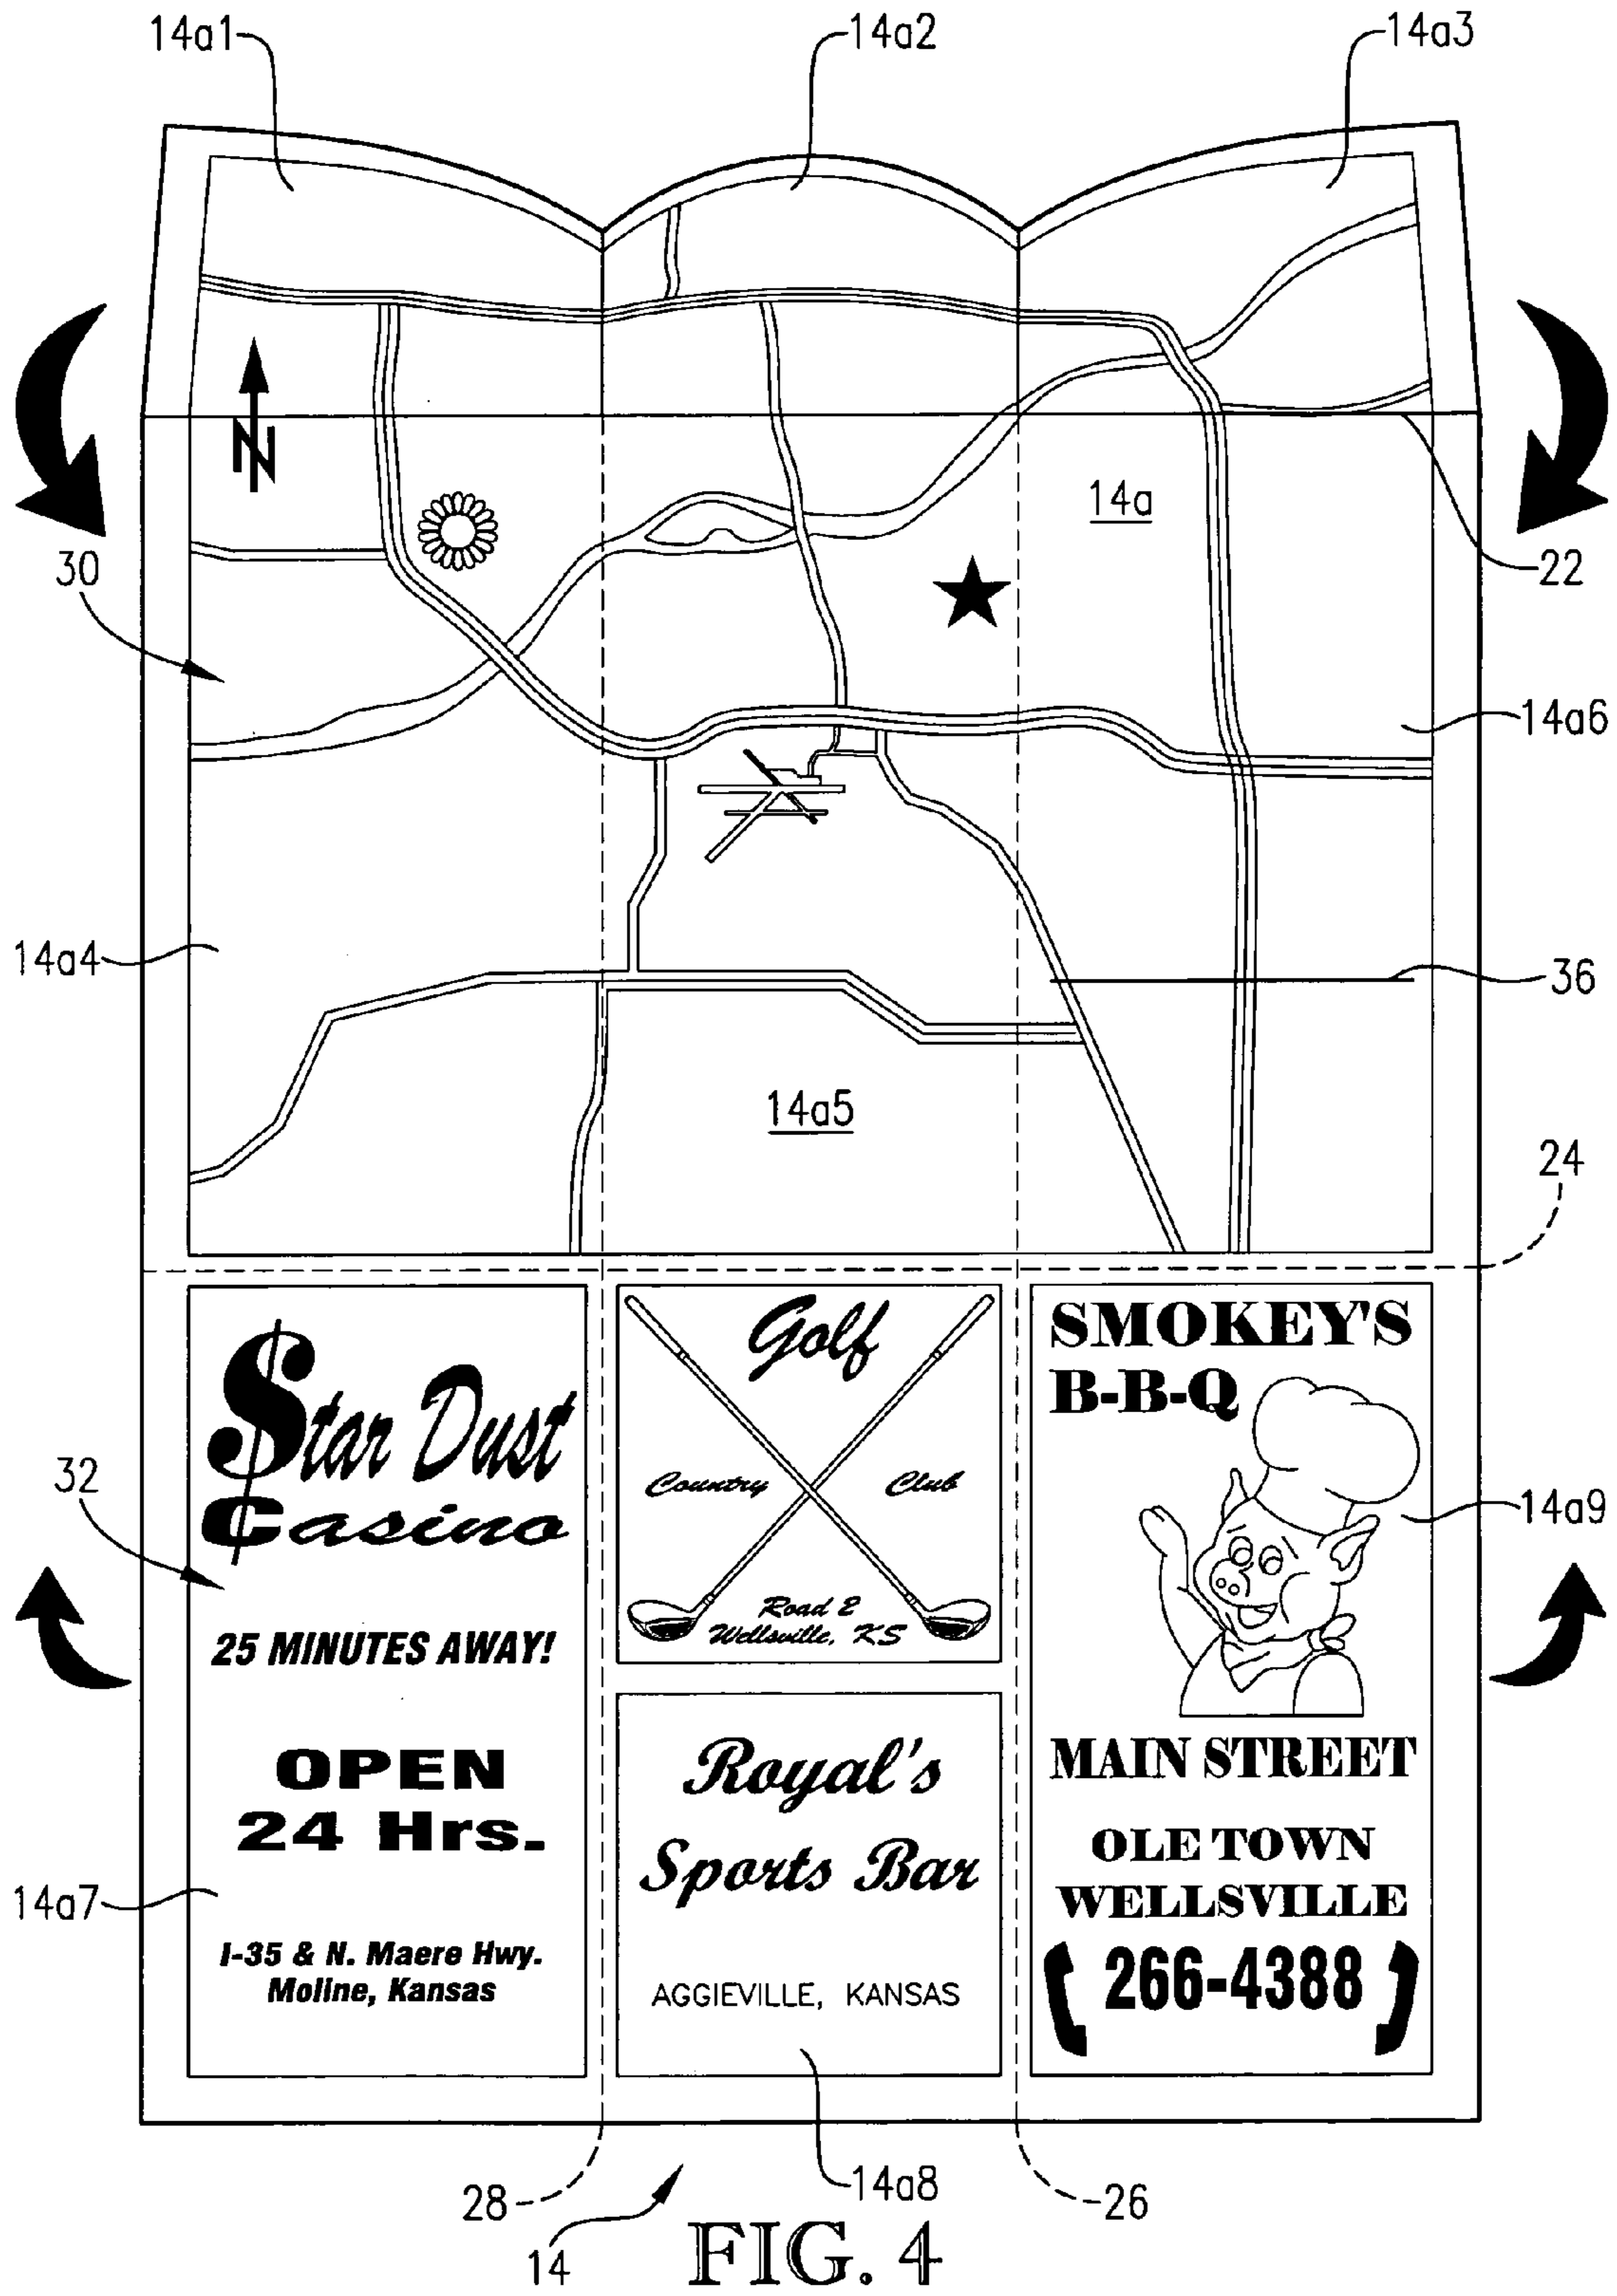 14a1
14a2
14a3
N
14a
30
22
14a6
14a4
36
14a5
24
$tar Dust
Casino
25 MINUTES AWAY!
OPEN
24 Hrs.
I-35 & N. Maere Hwy.
Moline, Kansas
32
14a7
Golf
Country Club
Road 2
Wellsville, KS
Royal's
Sports Bar
AGGIEVILLE, KANSAS
SMOKEY'S
B-B-Q
MAIN STREET
OLE TOWN
WELLSVILLE
266-4388
14a9
28
14a8
26
14
FIG. 4